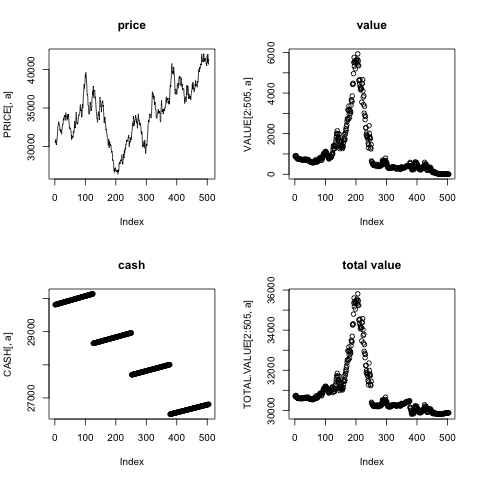 price
PRICE[, a]
30000 35000 40000
0 100 200 300 400 500
Index
value
VALUE[2:505, a]
0 2000 4000 6000
0 100 200 300 400 500
Index
cash
CASH[, a]
27000 29000
0 100 200 300 400 500
Index
total value
TOTAL.VALUE[2:505, a]
30000 32000 34000 36000
0 100 200 300 400 500
Index